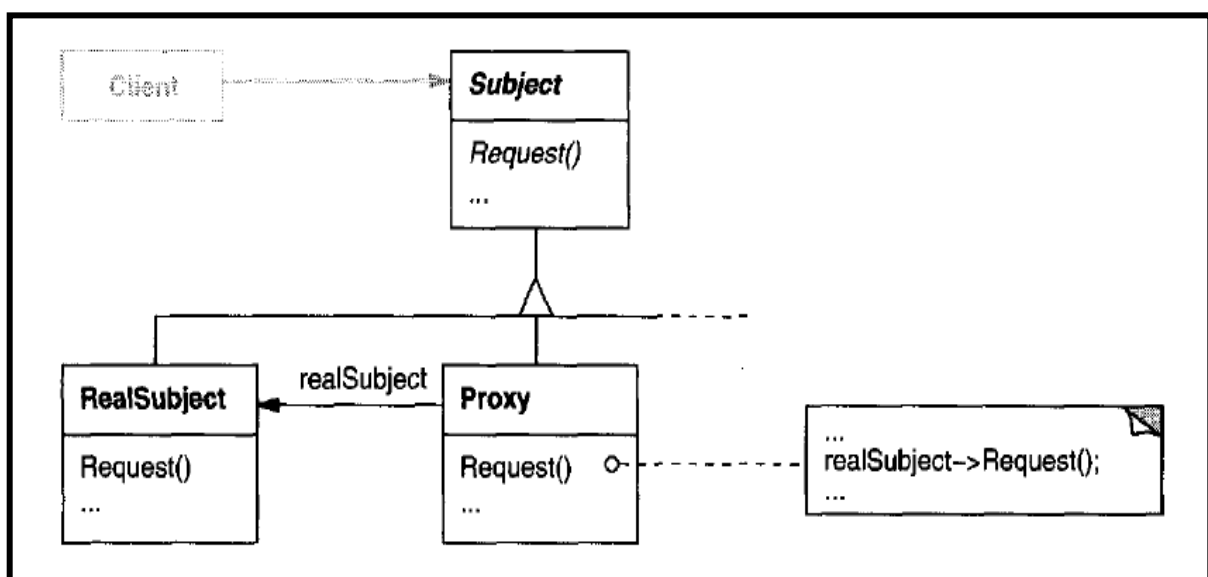 Client
Subject
Request()
...
RealSubject
Request()
...
realSubject
Proxy
Request()
...
...
realSubject->Request();
...